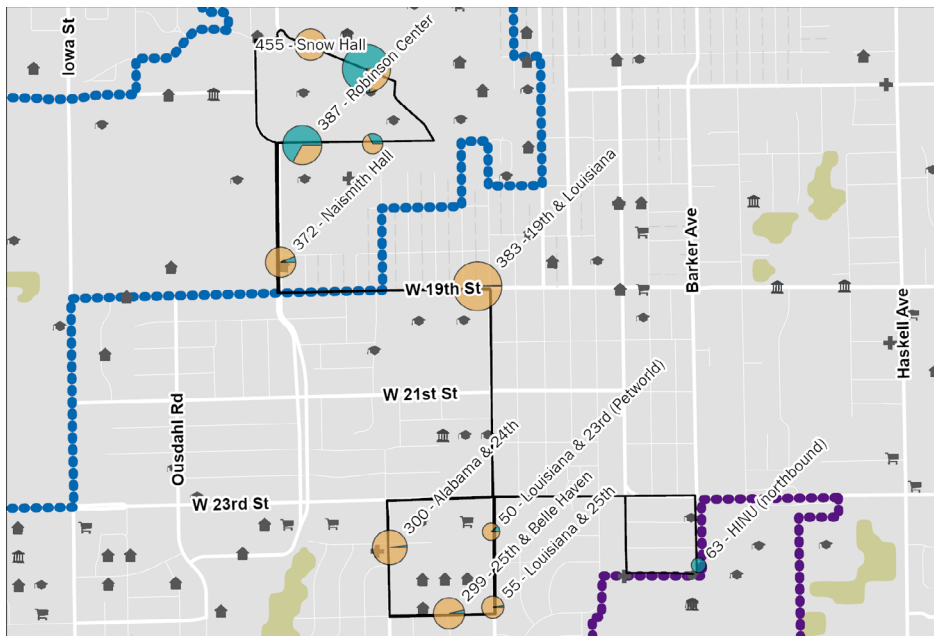 Iowa St
455 - Snow Hall
387 - Robinson Center
372 - Naismith Hall
383 - 19th & Louisiana
W 19th St
Barker Ave
Haskell Ave
W 21st St
Ousdahl Rd
W 23rd St
300 - Alabama & 24th
50 - Louisiana & 23rd (Petworld)
299 - 25th & Belle Haven
55 - Louisiana & 25th
63 - HINU (northbound)